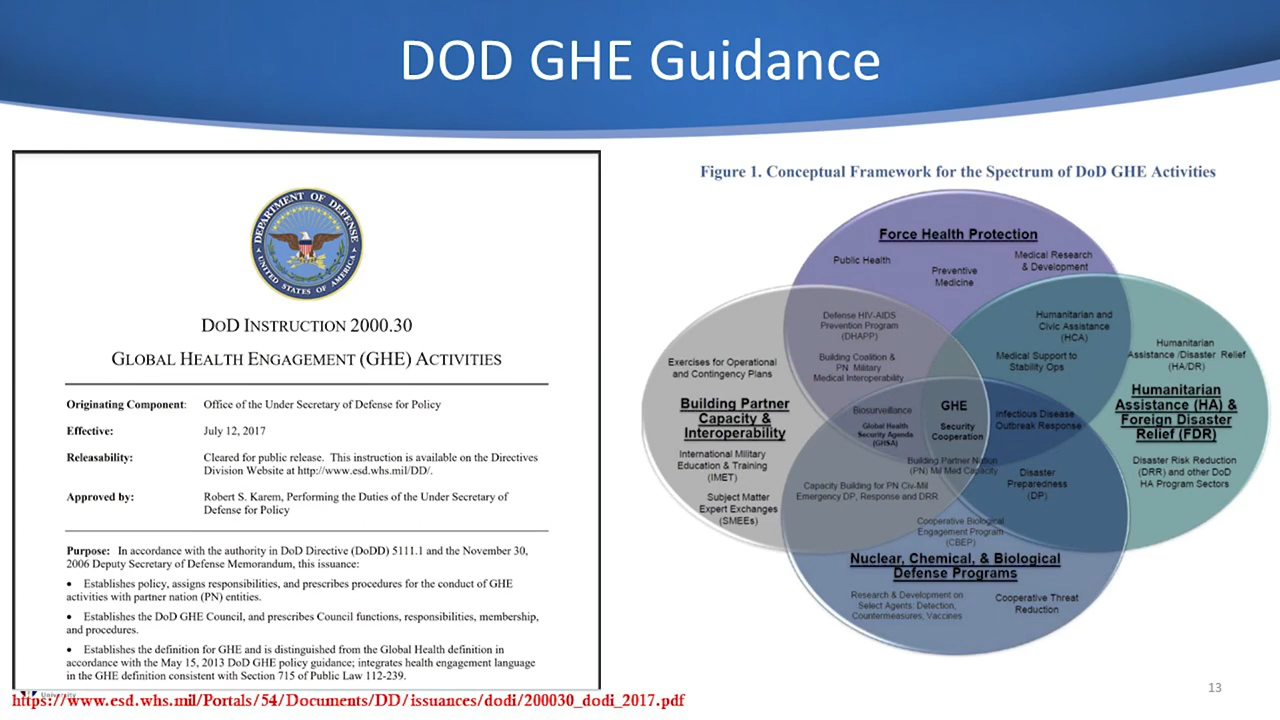 DOD GHE Guidance
DEPARTMENT OF DEFENSE
UNITED STATES OF AMERICA
DOD INSTRUCTION 2000.30
GLOBAL HEALTH ENGAGEMENT (GHE) ACTIVITIES
Originating Component: Office of the Under Secretary of Defense for Policy
Effective: July 12, 2017
Releasability: Cleared for public release. This instruction is available on the Directives
Division Website at http://www.esd.whs.mil/DD/.
Approved by: Robert S. Karem, Performing the Duties of the Under Secretary of
Defense for Policy
Purpose: In accordance with the authority in DoD Directive (DoDD) 5111.1 and the November 30,
2006 Deputy Secretary of Defense Memorandum, this issuance:
• Establishes policy, assigns responsibilities, and prescribes procedures for the conduct of GHE
activities with partner nation (PN) entities.
• Establishes the DoD GHE Council, and prescribes Council functions, responsibilities, membership,
and procedures.
• Establishes the definition for GHE and is distinguished from the Global Health definition in
accordance with the May 15, 2013 DoD GHE policy guidance; integrates health engagement language
in the GHE definition consistent with Section 715 of Public Law 112-239.
University
https://www.esd.whs.mil/Portals/54/Documents/DD/issuances/dodi/200030_dodi_2017.pdf
Figure 1. Conceptual Framework for the Spectrum of DoD GHE Activities
Force Health Protection
Public Health
Preventive
Medicine
Medical Research
& Development
Defense HIV-AIDS
Prevention Program
(DHAPP)
Building Coalition &
PN Military
Medical Interoperability
Humanitarian and
Civic Assistance
(HCA)
Medical Support to
Stability Ops
Exercises for Operational
and Contingency Plans
Building Partner
Capacity &
Interoperability
International Military
Education & Training
(IMET)
Subject Matter
Expert Exchanges
(SMEEs)
Humanitarian
Assistance /Disaster Relief
(HA/DR)
Humanitarian
Assistance (HA) &
Foreign Disaster
Relief (FDR)
Disaster Risk Reduction
(DRR) and other DoD
HA Program Sectors
Biosurveillance
Global Health
Security Agenda
(GHSA)
GHE
Security
Cooperation
Infectious Disease
Outbreak Response
Building Partner Nation
(PN) Mil Med Capacity
Capacity Building for PN Civ-Mil
Emergency DP, Response and DRR
Disaster
Preparedness
(DP)
Cooperative Biological
Engagement Program
(CBEP)
Nuclear, Chemical, & Biological
Defense Programs
Research & Development on
Select Agents: Detection,
Countermeasures, Vaccines
Cooperative Threat
Reduction
13